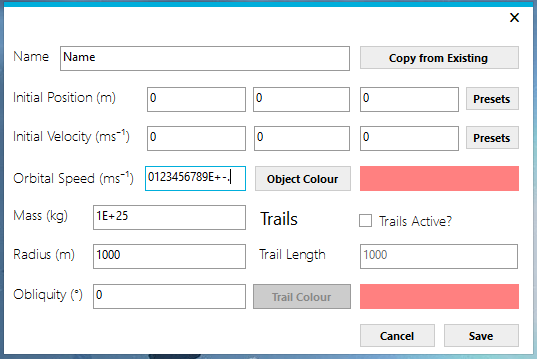 Name Name Copy from Existing
Initial Position (m) 0 0 0 Presets
Initial Velocity (ms⁻¹) 0 0 0 Presets
Orbital Speed (ms⁻¹) 0123456789E+-. Object Colour
Mass (kg) 1E+25 Trails Trails Active?
Radius (m) 1000 Trail Length 1000
Obliquity (°) 0 Trail Colour
Cancel Save